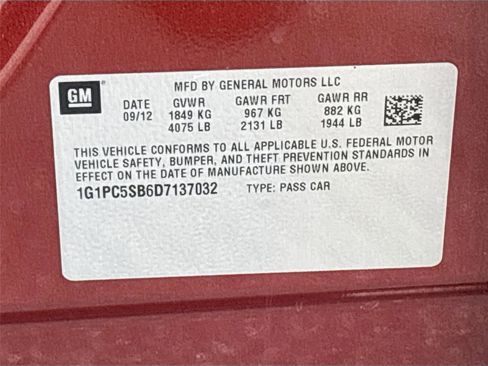 GM
MFD BY GENERAL MOTORS LLC
DATE GVWR GAWR FRT GAWR RR
09/12 1849 KG 967 KG 882 KG
4075 LB 2131 LB 1944 LB
THIS VEHICLE CONFORMS TO ALL APPLICABLE U.S. FEDERAL MOTOR
VEHICLE SAFETY, BUMPER, AND THEFT PREVENTION STANDARDS IN
EFFECT ON THE DATE OF MANUFACTURE SHOWN ABOVE.
1G1PC5SB6D7137032 TYPE: PASS CAR